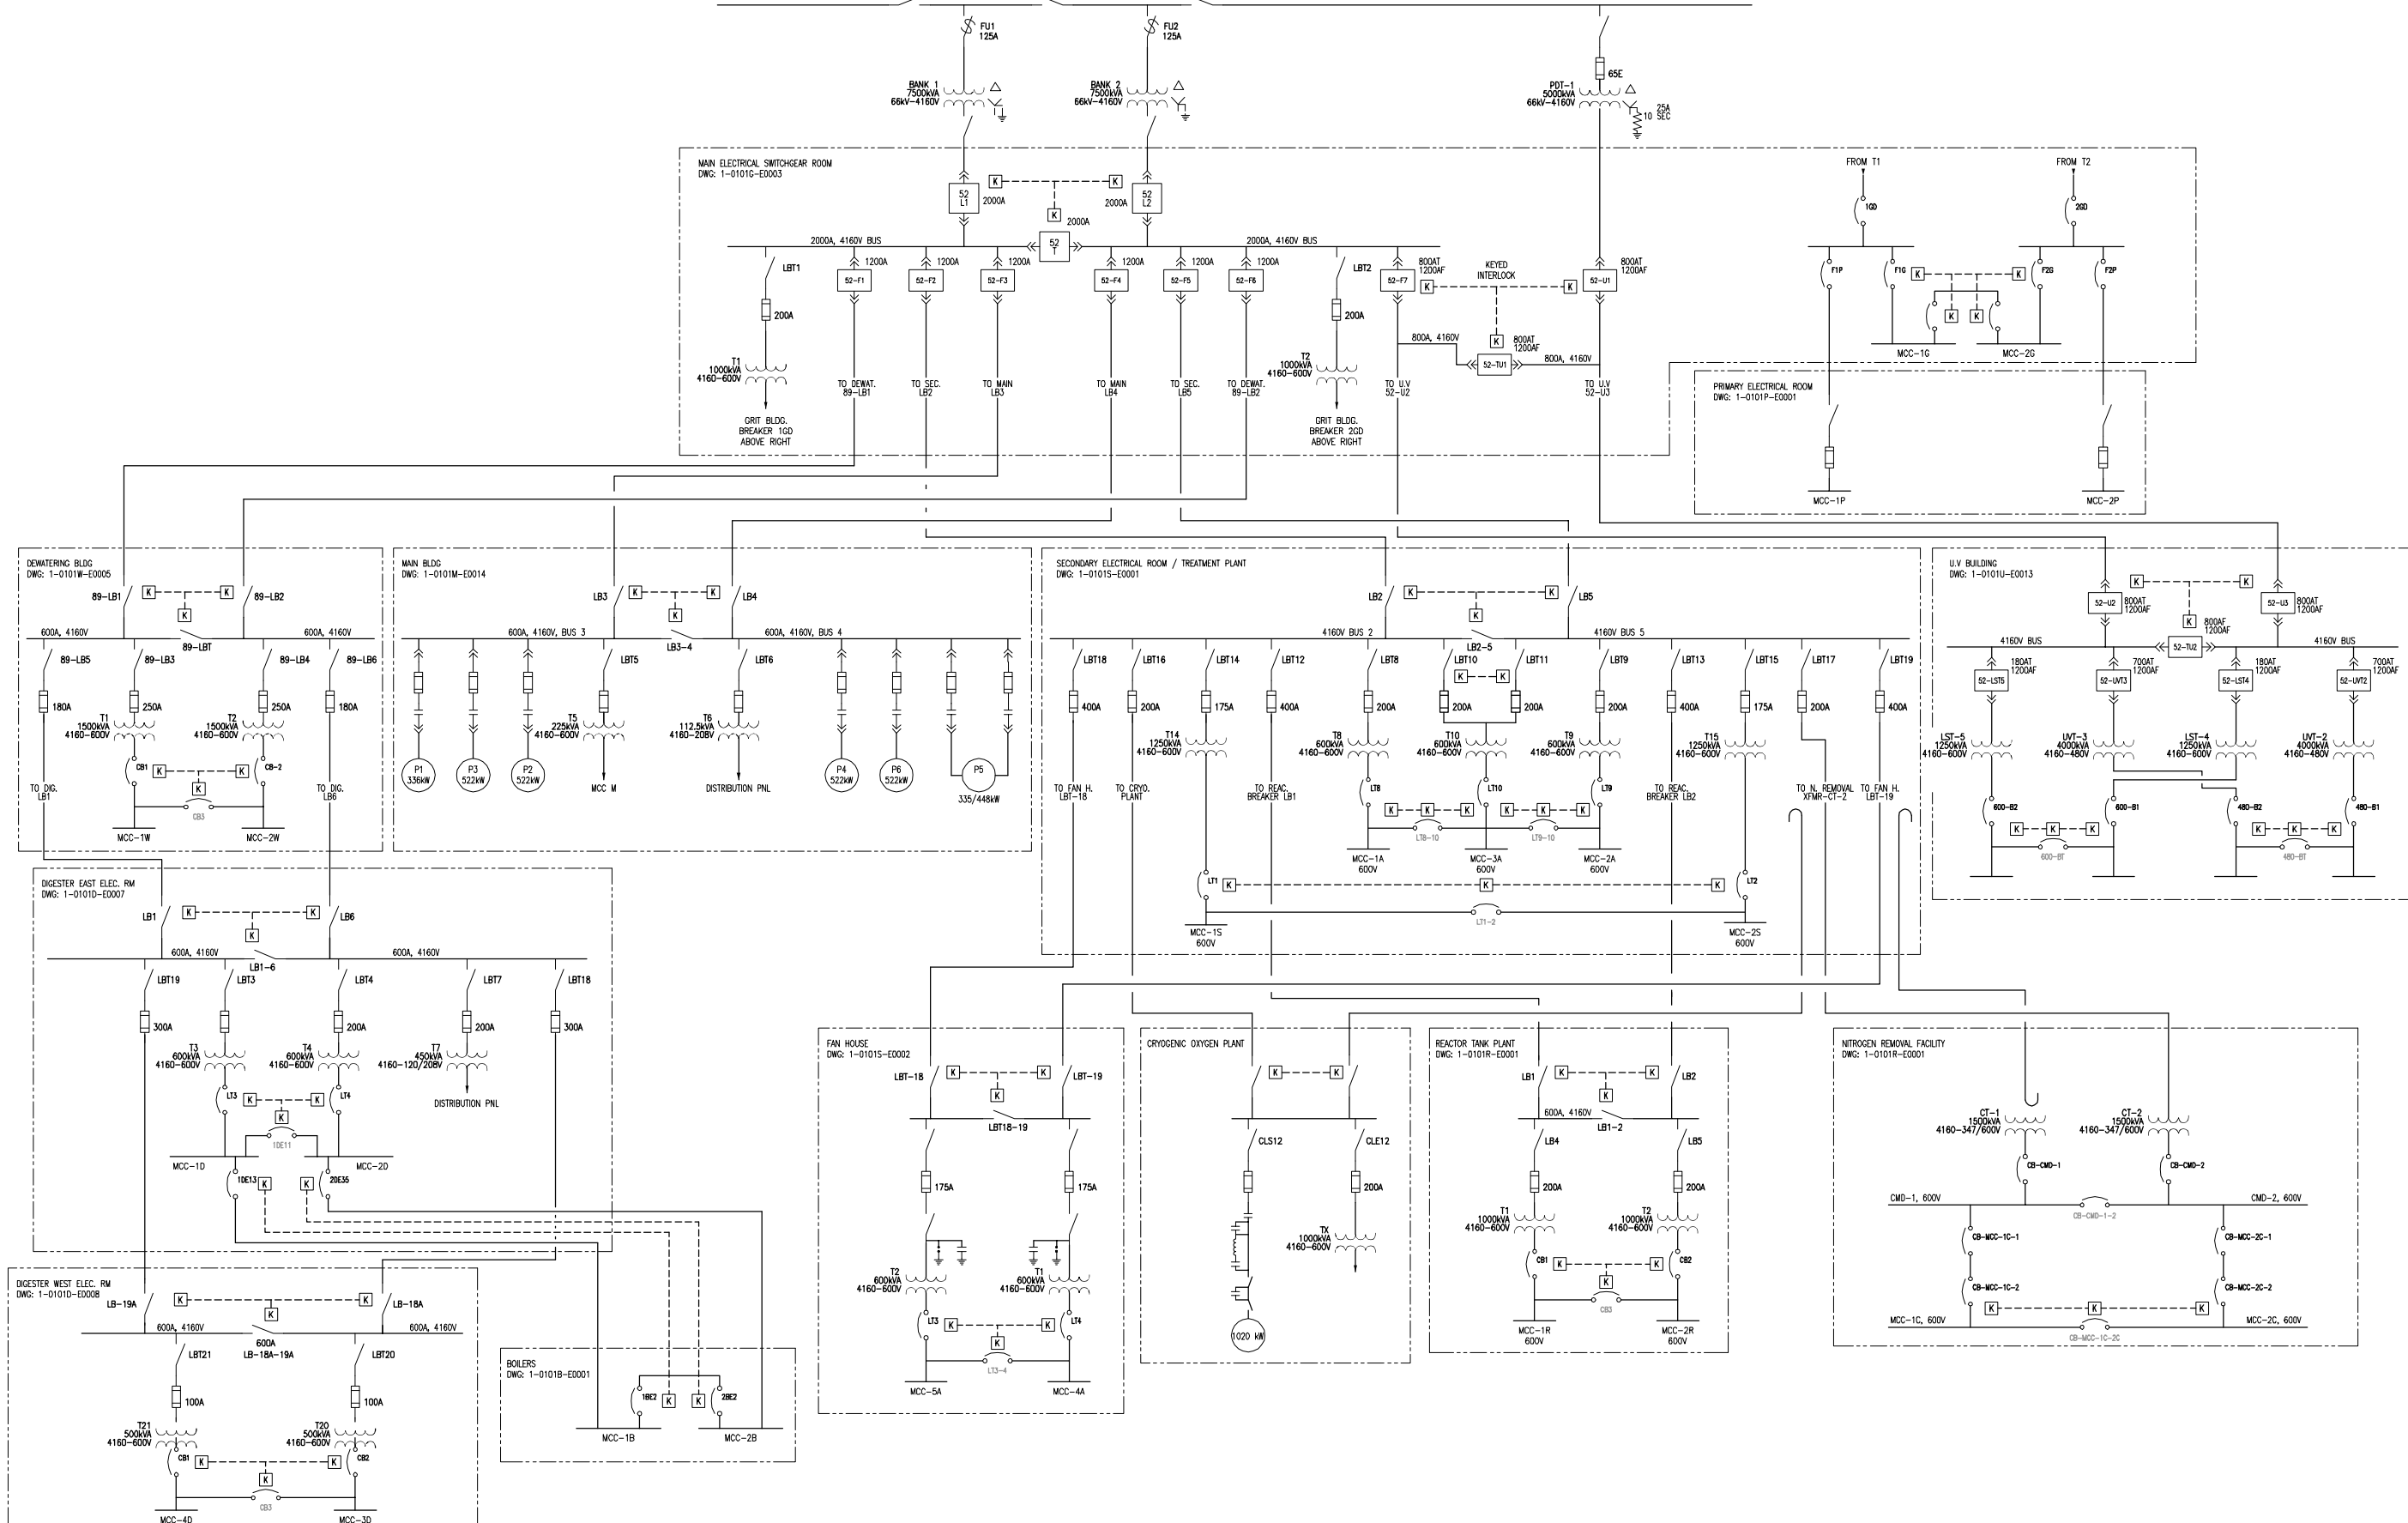 FU1
125A
FU2
125A
65E
BANK 1
7500kVA
66kV-4160V
BANK 2
7500kVA
66kV-4160V
PDT-1
5000kVA
66kV-4160V
25A
10 SEC
MAIN ELECTRICAL SWITCHGEAR ROOM
DWG: 1-0101G-E0003
K
K
K
52
L1
2000A
2000A
52
L2
2000A
52
T
2000A, 4160V BUS
2000A, 4160V BUS
LBT1
200A
T1
1000kVA
4160-600V
GRIT BLDG.
BREAKER 1GD
ABOVE RIGHT
1200A
52-F1
TO DEWAT.
89-LB1
1200A
52-F2
TO SEC.
LB2
1200A
52-F3
TO MAIN
LB3
1200A
52-F4
TO MAIN
LB4
1200A
52-F5
TO SEC.
LB5
1200A
52-F6
TO DEWAT.
89-LB2
LBT2
200A
T2
1000kVA
4160-600V
GRIT BLDG.
BREAKER 2GD
ABOVE RIGHT
800AT
1200AF
52-F7
K
KEYED
INTERLOCK
K
K
800AT
1200AF
52-U1
800A, 4160V
800AT
1200AF
52-TU1
800A, 4160V
TO U.V
52-U2
TO U.V
52-U3
FROM T1
FROM T2
1GD
2GD
F1P
F1G
K
K
K
K
F2G
F2P
MCC-1G
MCC-2G
PRIMARY ELECTRICAL ROOM
DWG: 1-0101P-E0001
MCC-1P
MCC-2P
DEWATERING BLDG
DWG: 1-0101W-E0005
89-LB1
K
K
K
89-LB2
600A, 4160V
600A, 4160V
89-LBT
89-LB5
89-LB3
89-LB4
89-LB6
180A
250A
250A
180A
T1
1500kVA
4160-600V
T2
1500kVA
4160-600V
CB1
K
K
K
CB-2
TO DIG.
LB1
TO DIG.
LB6
CB3
MCC-1W
MCC-2W
MAIN BLDG
DWG: 1-0101M-E0014
LB3
K
K
K
LB4
600A, 4160V, BUS 3
600A, 4160V, BUS 4
LB3-4
LBT5
LBT6
T5
225kVA
4160-600V
T6
112.5kVA
4160-208V
P1
336kW
P3
522kW
P2
522kW
MCC M
DISTRIBUTION PNL
P4
522kW
P6
522kW
P5
335/448kW
SECONDARY ELECTRICAL ROOM / TREATMENT PLANT
DWG: 1-0101S-E0001
LB2
K
K
K
LB5
4160V BUS 2
4160V BUS 5
LB2-5
LBT18
LBT16
LBT14
LBT12
LBT8
LBT10
LBT11
LBT9
LBT13
LBT15
LBT17
LBT19
K
K
400A
200A
175A
400A
200A
200A
200A
200A
400A
175A
200A
400A
T14
1250kVA
4160-600V
T8
600kVA
4160-600V
T10
600kVA
4160-600V
T9
600kVA
4160-600V
T15
1250kVA
4160-600V
TO FAN H.
LBT-18
TO CRYO.
PLANT
TO REAC.
BREAKER LB1
LT8
LT10
LT9
TO REAC.
BREAKER LB2
TO N. REMOVAL
XFMR-CT-2
TO FAN H.
LBT-19
K
K
K
K
K
K
LT8-10
LT9-10
MCC-1A
600V
MCC-3A
600V
MCC-2A
600V
LT1
K
K
K
LT2
LT1-2
MCC-1S
600V
MCC-2S
600V
U.V BUILDING
DWG: 1-0101U-E0013
52-U2
800AT
1200AF
K
K
K
52-U3
800AT
1200AF
800AF
1200AF
52-TU2
4160V BUS
4160V BUS
180AT
1200AF
52-LST5
700AT
1200AF
52-UVT3
180AT
1200AF
52-LST4
700AT
1200AF
52-UVT2
LST-5
1250kVA
4160-600V
UVT-3
4000kVA
4160-480V
LST-4
1250kVA
4160-600V
UVT-2
4000kVA
4160-480V
600-B2
600-B1
480-B2
480-B1
K
K
K
K
K
K
600-BT
480-BT
DIGESTER EAST ELEC. RM
DWG: 1-0101D-E0007
LB1
K
K
K
LB6
600A, 4160V
600A, 4160V
LB1-6
LBT19
LBT3
LBT4
LBT7
LBT18
300A
200A
200A
300A
T3
600kVA
4160-600V
T4
600kVA
4160-600V
T7
450kVA
4160-120/208V
LT3
K
K
K
LT4
DISTRIBUTION PNL
1DE11
MCC-1D
MCC-2D
1DE13
K
K
2DE35
FAN HOUSE
DWG: 1-0101S-E0002
LBT-18
K
K
K
LBT-19
LBT18-19
175A
175A
T2
600kVA
4160-600V
T1
600kVA
4160-600V
LT3
K
K
K
LT4
LT3-4
MCC-5A
MCC-4A
CRYOGENIC OXYGEN PLANT
K
K
CLS12
CLE12
200A
TX
1000kVA
4160-600V
1020 kW
REACTOR TANK PLANT
DWG: 1-0101R-E0001
LB1
K
K
K
LB2
600A, 4160V
LB1-2
LB4
LB5
200A
200A
T1
1000kVA
4160-600V
T2
1000kVA
4160-600V
CB1
K
K
K
CB2
CB3
MCC-1R
600V
MCC-2R
600V
NITROGEN REMOVAL FACILITY
DWG: 1-0101R-E0001
CT-1
1500kVA
4160-347/600V
CT-2
1500kVA
4160-347/600V
CB-CMD-1
CB-CMD-2
CMD-1, 600V
CMD-2, 600V
CB-CMD-1-2
CB-MCC-1C-1
CB-MCC-2C-1
CB-MCC-1C-2
CB-MCC-2C-2
K
K
K
MCC-1C, 600V
MCC-2C, 600V
CB-MCC-1C-2C
DIGESTER WEST ELEC. RM
DWG: 1-0101D-E0008
LB-19A
K
K
K
LB-18A
600A, 4160V
600A, 4160V
600A
LB-18A-19A
LBT21
LBT20
100A
100A
T21
500kVA
4160-600V
T20
500kVA
4160-600V
CB1
K
K
K
CB2
CB3
MCC-4D
MCC-3D
BOILERS
DWG: 1-0101B-E0001
1BE2
K
K
2BE2
MCC-1B
MCC-2B